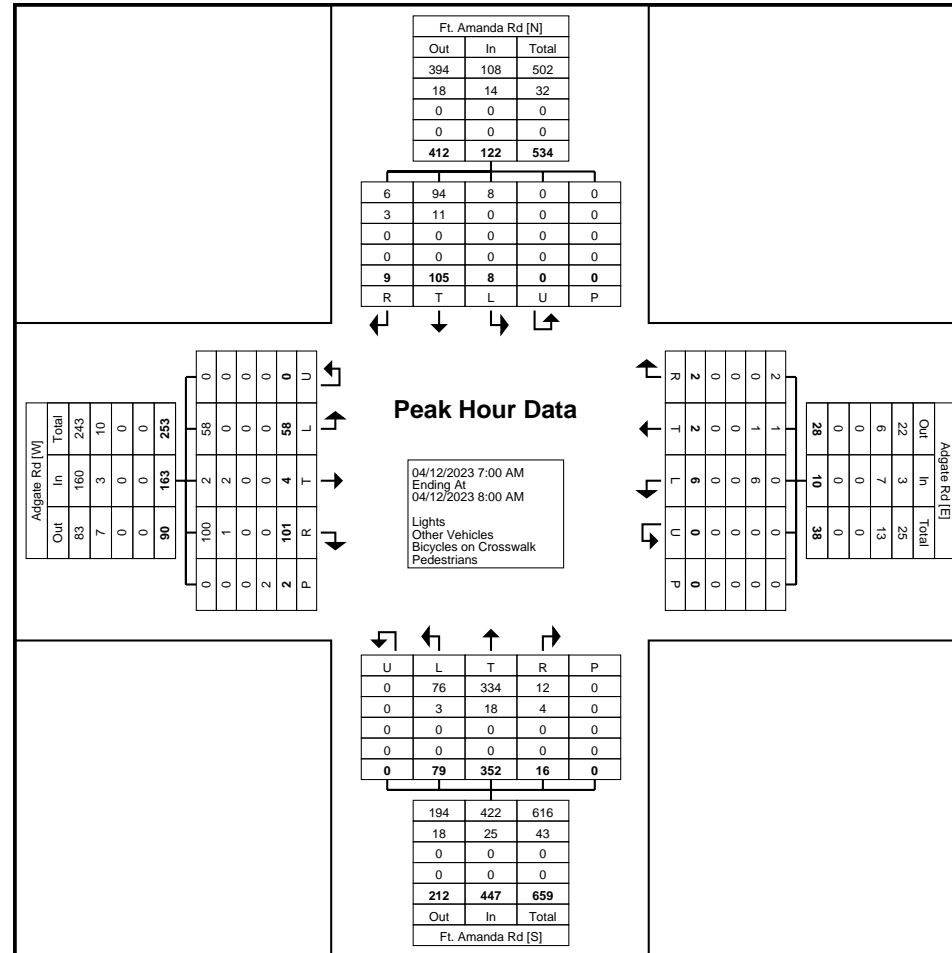 Ft. Amanda Rd [N]
Out In Total
394 108 502
18 14 32
0 0 0
0 0 0
412 122 534
6 94 8 0 0
3 11 0 0 0
0 0 0 0 0
0 0 0 0 0
9 105 8 0 0
R T L U P
Adgate Rd [W]
Total In Out
243 160 83
10 3 7
0 0 0
0 0 0
253 163 90
0 58 2 100 0
0 0 2 1 0
0 0 0 0 0
0 0 0 0 2
0 58 4 101 2
U L T R P
Peak Hour Data
04/12/2023 7:00 AM
Ending At
04/12/2023 8:00 AM
Lights
Other Vehicles
Bicycles on Crosswalk
Pedestrians
R T L U P
2 2 6 0 0
0 0 0 0 0
0 0 0 0 0
0 1 6 0 0
2 1 0 0 0
28 10 38
0 0 0
0 0 0
6 7 13
22 3 25
Out In Total
Adgate Rd [E]
U L T R P
0 76 334 12 0
0 3 18 4 0
0 0 0 0 0
0 0 0 0 0
0 79 352 16 0
194 422 616
18 25 43
0 0 0
0 0 0
212 447 659
Out In Total
Ft. Amanda Rd [S]